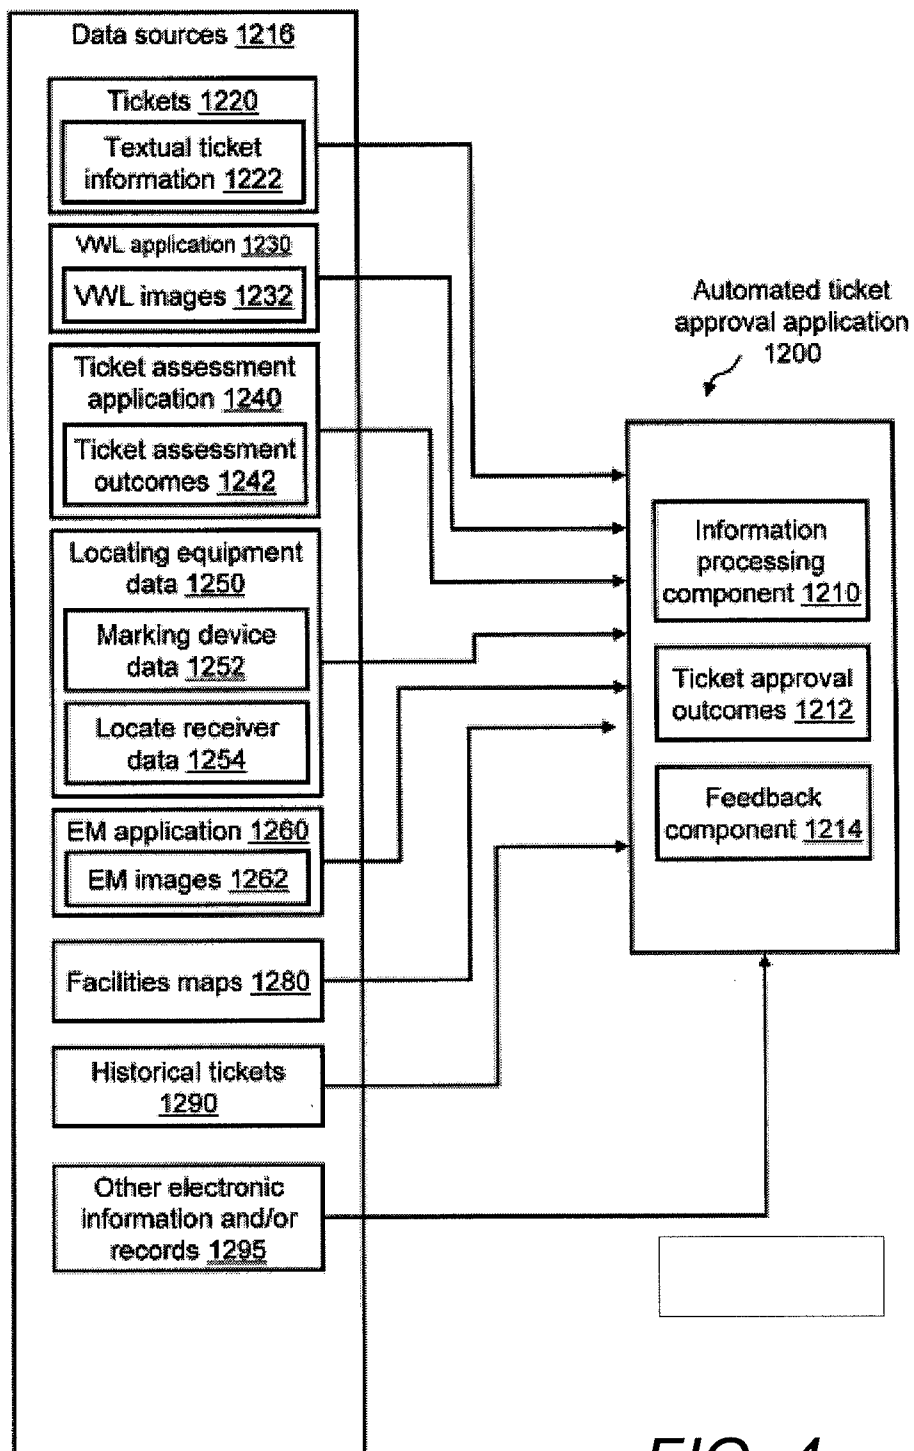 Data sources 1216
Tickets 1220
Textual ticket
information 1222
VWL application 1230
VWL images 1232
Ticket assessment
application 1240
Ticket assessment
outcomes 1242
Locating equipment
data 1250
Marking device
data 1252
Locate receiver
data 1254
EM application 1260
EM images 1262
Facilities maps 1280
Historical tickets
1290
Other electronic
information and/or
records 1295
Automated ticket
approval application
1200
Information
processing
component 1210
Ticket approval
outcomes 1212
Feedback
component 1214
FIG. 4